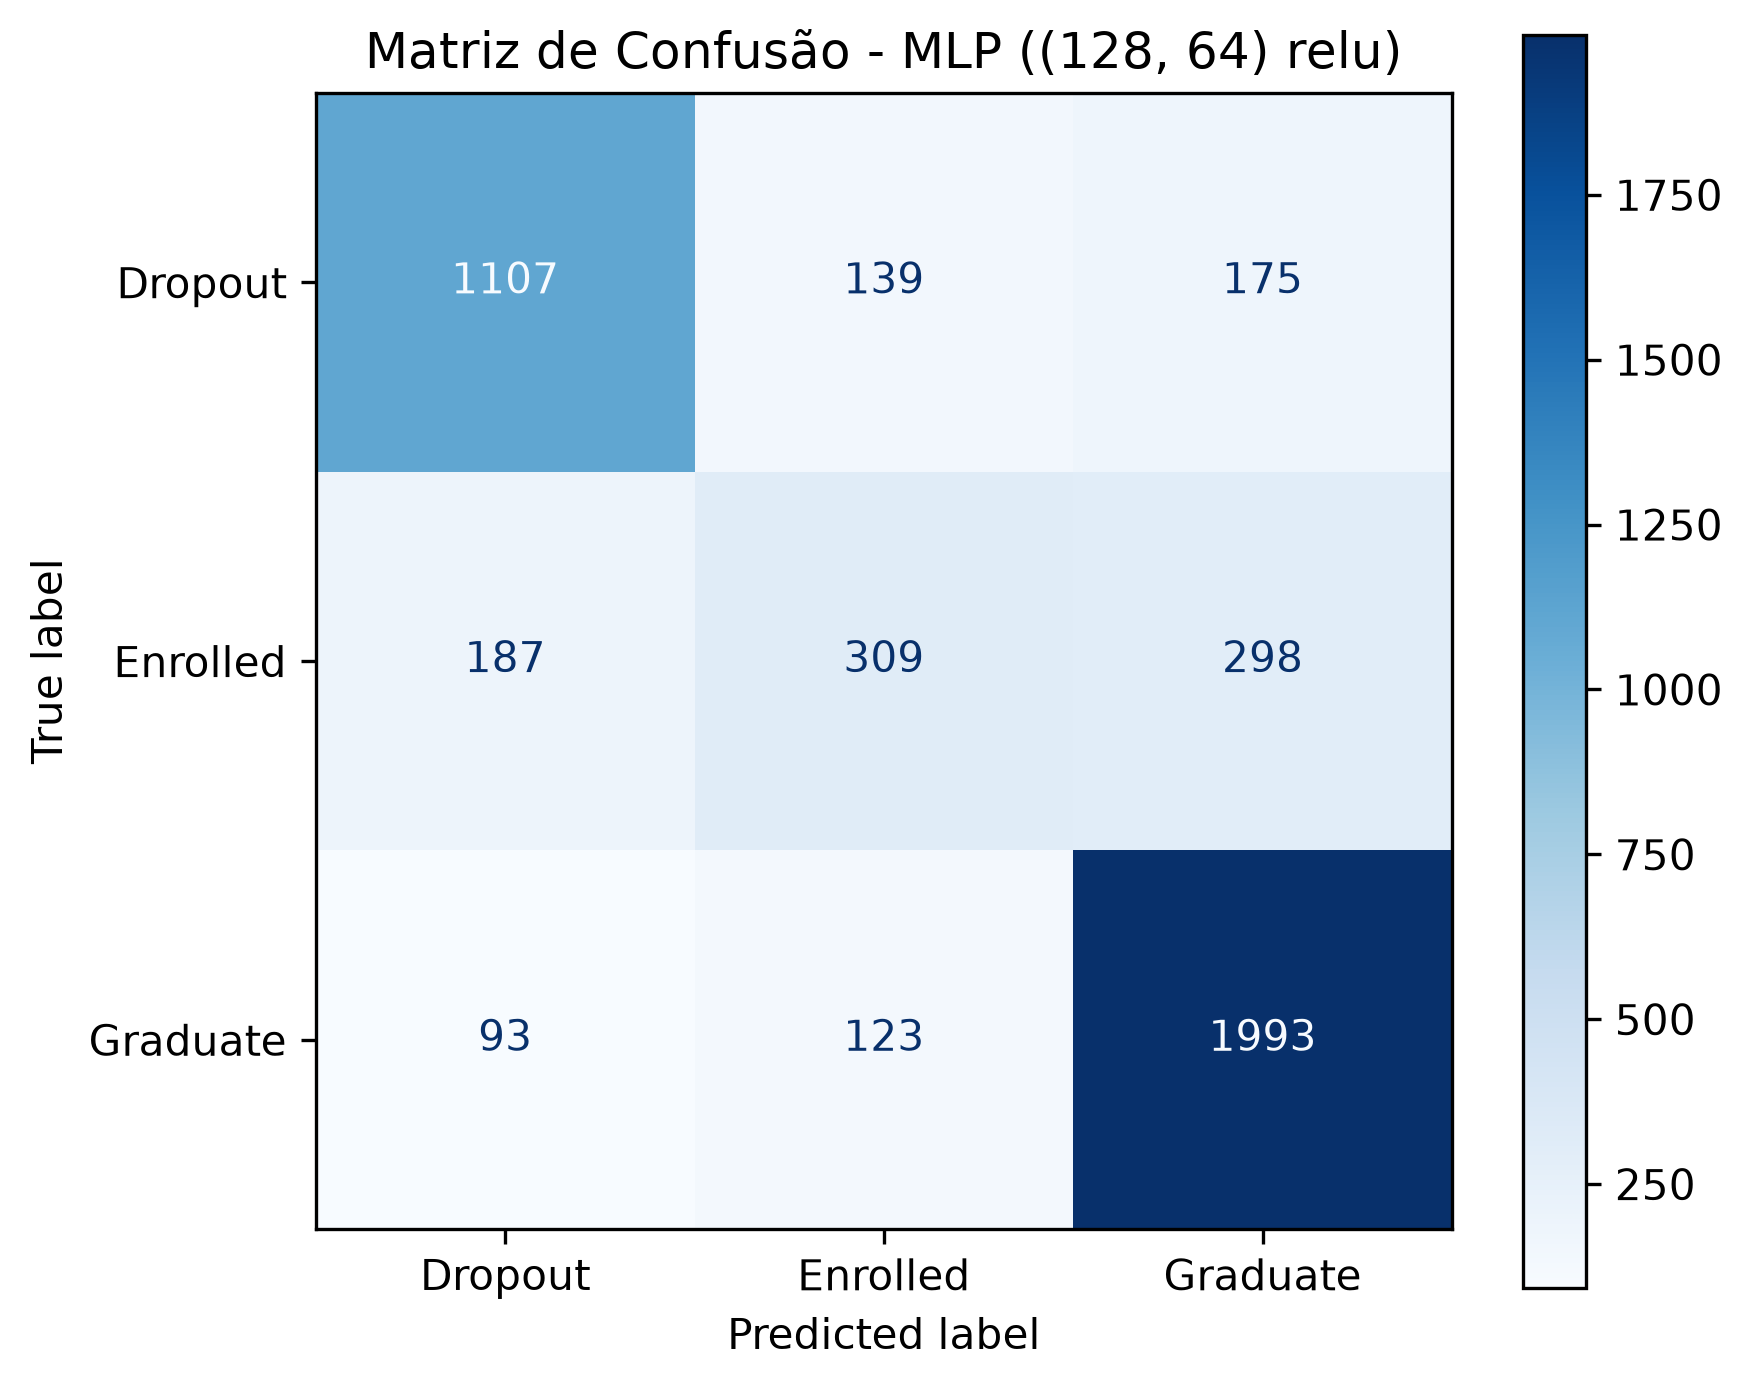 Matriz de Confusão - MLP ((128, 64) relu)
True label
Dropout
1107
139
175
Enrolled
187
309
298
Graduate
93
123
1993
Dropout
Enrolled
Graduate
Predicted label
1750
1500
1250
1000
750
500
250